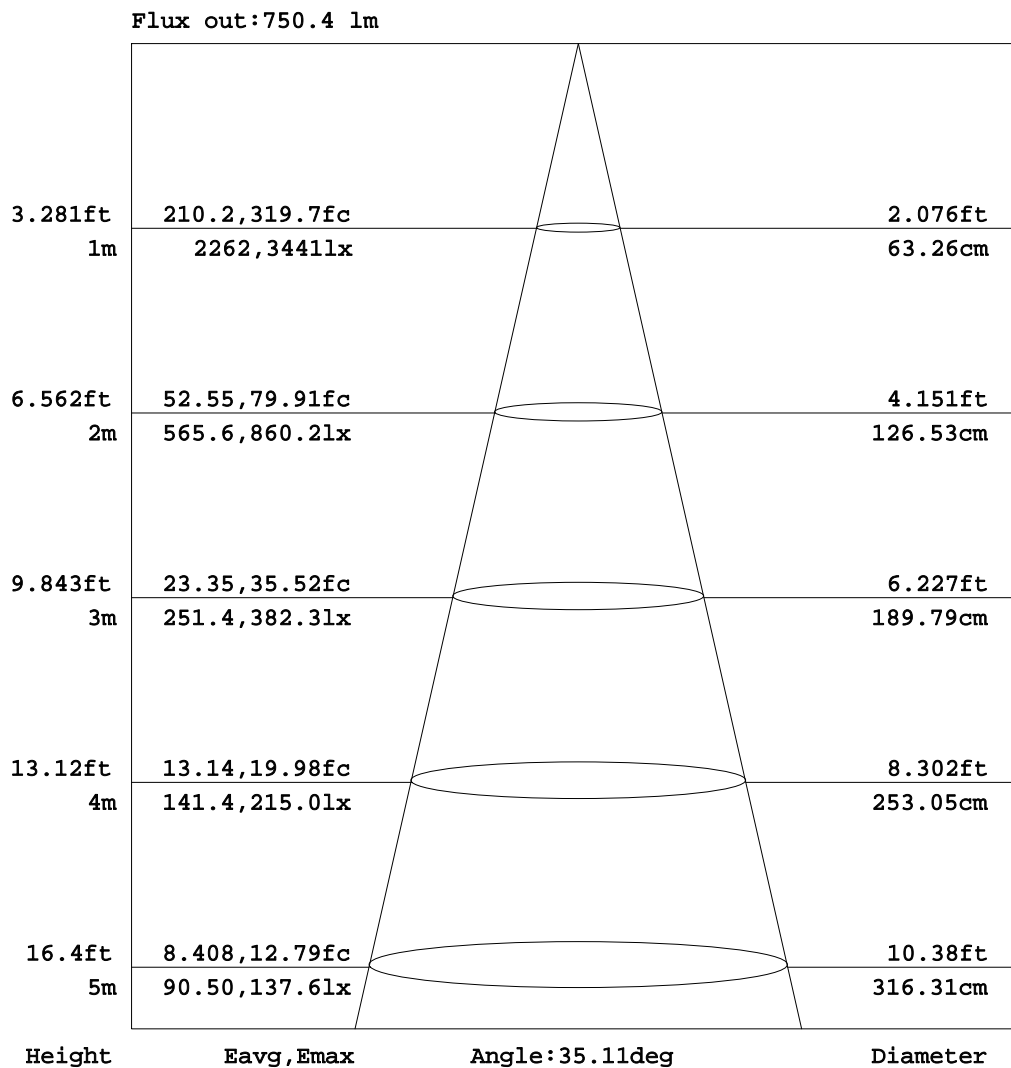 Flux out:750.4 lm
3.281ft 210.2,319.7fc 2.076ft
1m 2262,3441lx 63.26cm
6.562ft 52.55,79.91fc 4.151ft
2m 565.6,860.2lx 126.53cm
9.843ft 23.35,35.52fc 6.227ft
3m 251.4,382.3lx 189.79cm
13.12ft 13.14,19.98fc 8.302ft
4m 141.4,215.0lx 253.05cm
16.4ft 8.408,12.79fc 10.38ft
5m 90.50,137.6lx 316.31cm
Height Eavg,Emax Angle:35.11deg Diameter